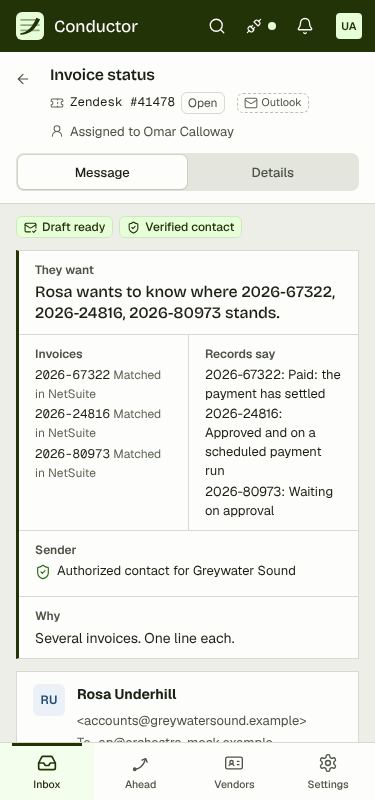 Conductor
UA
Invoice status
Zendesk #41478 Open Outlook
Assigned to Omar Calloway
Message Details
Draft ready Verified contact
They want
Rosa wants to know where 2026-67322,
2026-24816, 2026-80973 stands.
Invoices
2026-67322 Matched
in NetSuite
2026-24816 Matched
in NetSuite
2026-80973 Matched
in NetSuite
Records say
2026-67322: Paid: the
payment has settled
2026-24816:
Approved and on a
scheduled payment
run
2026-80973: Waiting
on approval
Sender
Authorized contact for Greywater Sound
Why
Several invoices. One line each.
RU
Rosa Underhill
<accounts@greywatersound.example>
Inbox Ahead Vendors Settings